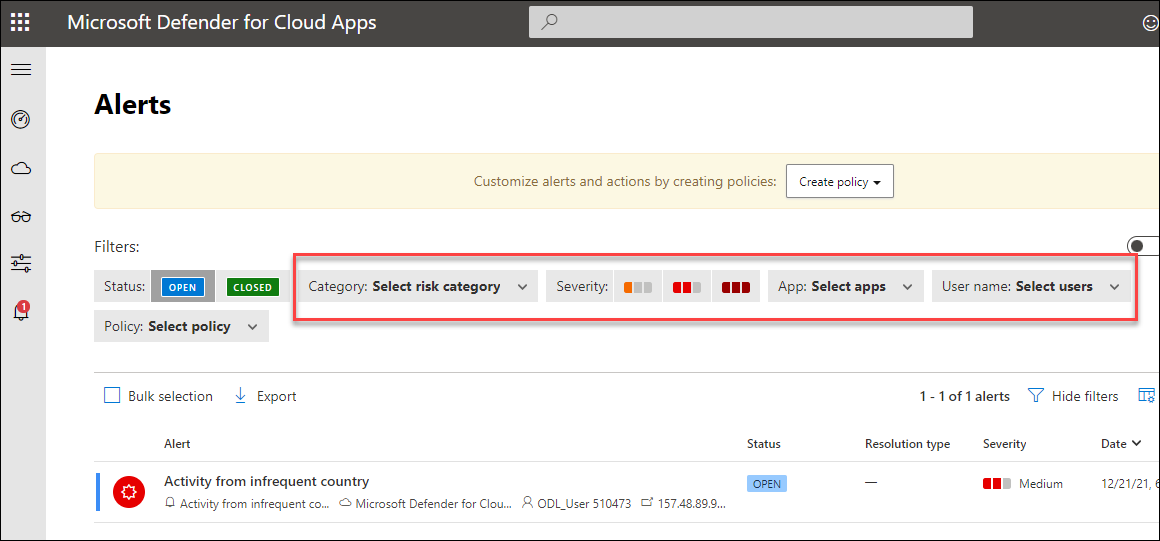 Microsoft Defender for Cloud Apps
Alerts
Customize alerts and actions by creating policies: Create policy
Filters:
Status: OPEN CLOSED Category: Select risk category Severity: App: Select apps User name: Select users
Policy: Select policy
Bulk selection Export 1 - 1 of 1 alerts Hide filters
Alert Status Resolution type Severity Date
1
Activity from infrequent country OPEN — Medium 12/21/21, 6
Activity from infrequent co... Microsoft Defender for Clou... ODL_User 510473 157.48.89.9...